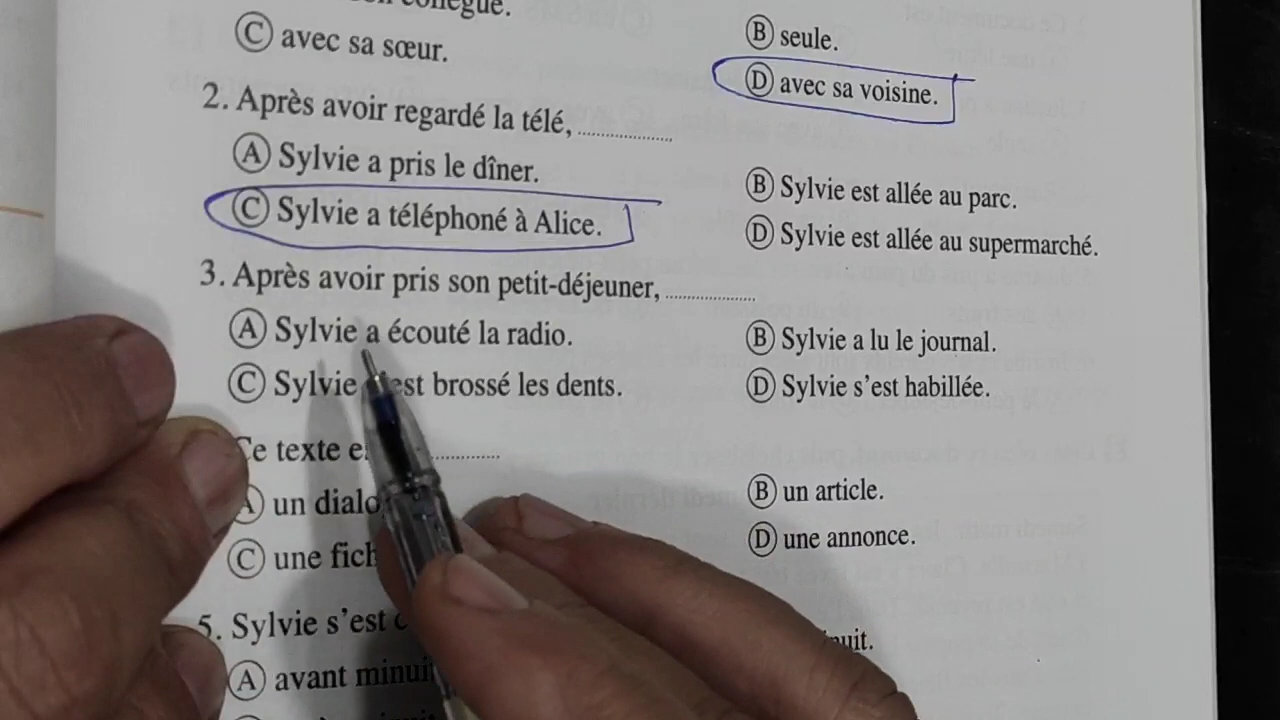 collègue.
Ⓒ avec sa sœur.
Ⓑ seule.
Ⓓ avec sa voisine.
2. Après avoir regardé la télé, ....................
Ⓐ Sylvie a pris le dîner.
Ⓑ Sylvie est allée au parc.
Ⓒ Sylvie a téléphoné à Alice.
Ⓓ Sylvie est allée au supermarché.
3. Après avoir pris son petit-déjeuner, ....................
Ⓐ Sylvie a écouté la radio.
Ⓑ Sylvie a lu le journal.
Ⓒ Sylvie s'est brossé les dents.
Ⓓ Sylvie s'est habillée.
Ce texte ....................
Ⓐ un dialo
Ⓑ un article.
Ⓒ une fich
Ⓓ une annonce.
5. Sylvie s'est
Ⓐ avant minui
nuit.